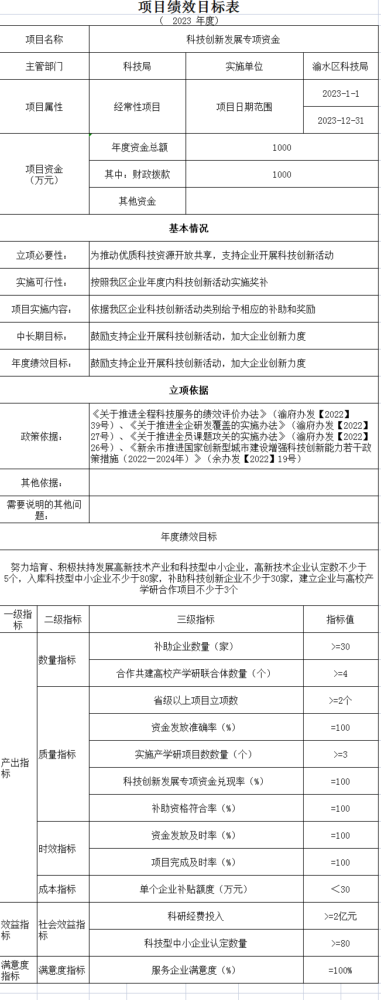 项目绩效目标表
( 2023 年度)
项目名称 科技创新发展专项资金
主管部门 科技局 实施单位 渝水区科技局
项目属性 经常性项目 项目日期范围 2023-1-1
2023-12-31
项目资金
（万元） 年度资金总额 1000
其中：财政拨款 1000
其他资金
基本情况
立项必要性： 为推动优质科技资源开放共享，支持企业开展科技创新活动
实施可行性： 按照我区企业年度内科技创新活动实施奖补
项目实施内容： 依据我区企业科技创新活动类别给予相应的补助和奖励
中长期目标： 鼓励支持企业开展科技创新活动，加大企业创新力度
年度绩效目标： 鼓励支持企业开展科技创新活动，加大企业创新力度
立项依据
政策依据： 《关于推进全程科技服务的绩效评价办法》（渝府办发【2022】
39号）、《关于推进全企研发覆盖的实施办法》（渝府办发【2022】
27号）、《关于推进全员课题攻关的实施办法》（渝府办发【2022】
26号）、《新余市推进国家创新型城市建设增强科技创新能力若干政
策措施（2022—2024年）》（余办发【2022】19号）
其他依据：
需要说明的其他问
题：
年度绩效目标
努力培育、积极扶持发展高新技术产业和科技型中小企业，高新技术企业认定数不少于
5个，入库科技型中小企业不少于80家，补助科技创新企业不少于30家，建立企业与高校产
学研合作项目不少于3个
一级指
标 二级指标 三级指标 指标值
产出指
标 数量指标 补助企业数量（家） >=30
合作共建高校产学研联合体数量（个） >=4
质量指标 省级以上项目立项数 >=2个
资金发放准确率（%） =100
实施产学研项目数数量（个） >=3
科技创新发展专项资金兑现率（%） =100
补助资格符合率（%） =100
时效指标 资金发放及时率（%） =100
项目完成及时率（%） =100
成本指标 单个企业补贴额度（万元） ＜30
效益指
标 社会效益指
标 科研经费投入 >=2亿元
科技型中小企业认定数量 >=80
满意度
指标 满意度指标 服务企业满意度（%） =100%